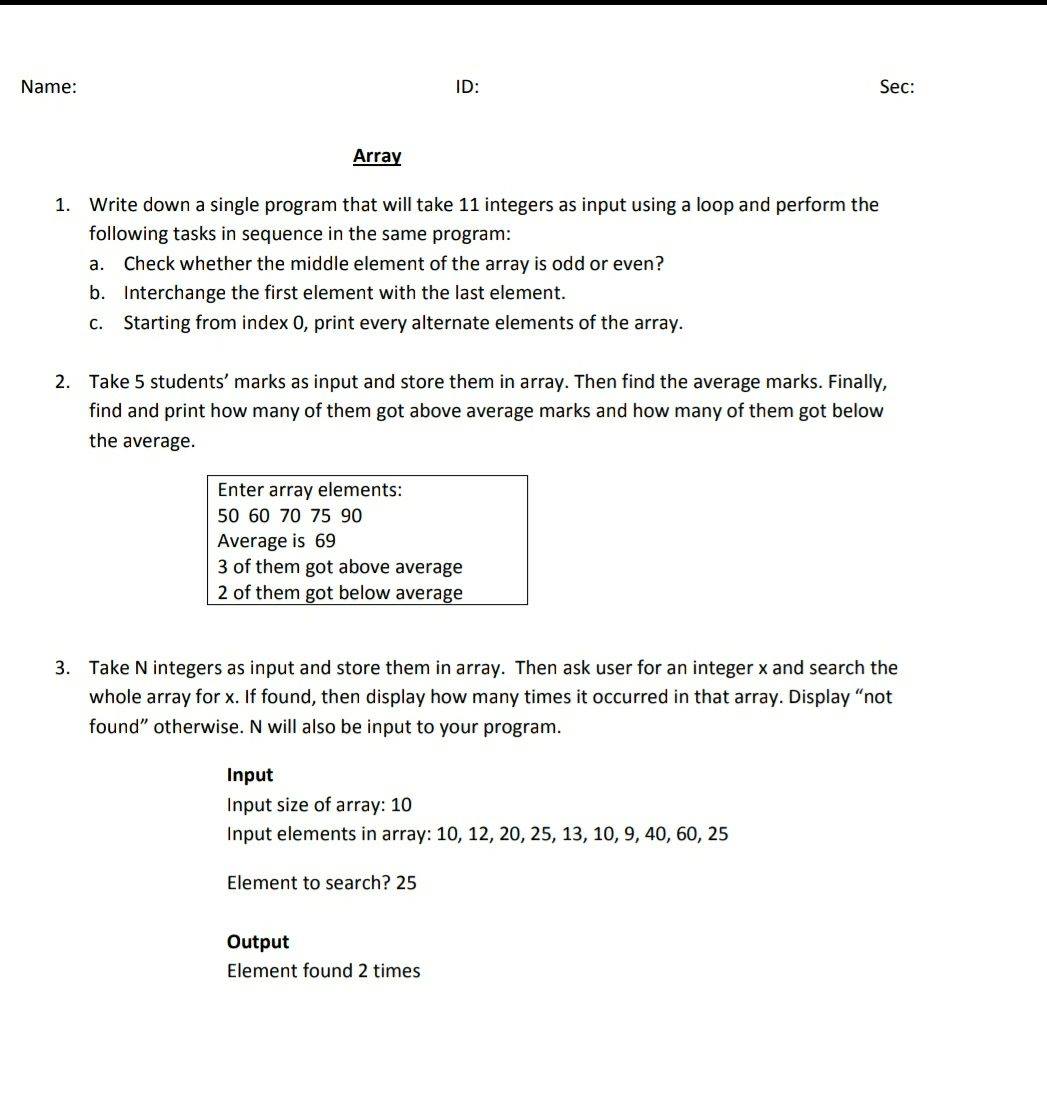 Name: ID: Sec:
Array
1. Write down a single program that will take 11 integers as input using a loop and perform the
following tasks in sequence in the same program:
a. Check whether the middle element of the array is odd or even?
b. Interchange the first element with the last element.
c. Starting from index 0, print every alternate elements of the array.
2. Take 5 students’ marks as input and store them in array. Then find the average marks. Finally,
find and print how many of them got above average marks and how many of them got below
the average.
Enter array elements:
50 60 70 75 90
Average is 69
3 of them got above average
2 of them got below average
3. Take N integers as input and store them in array. Then ask user for an integer x and search the
whole array for x. If found, then display how many times it occurred in that array. Display “not
found” otherwise. N will also be input to your program.
Input
Input size of array: 10
Input elements in array: 10, 12, 20, 25, 13, 10, 9, 40, 60, 25
Element to search? 25
Output
Element found 2 times